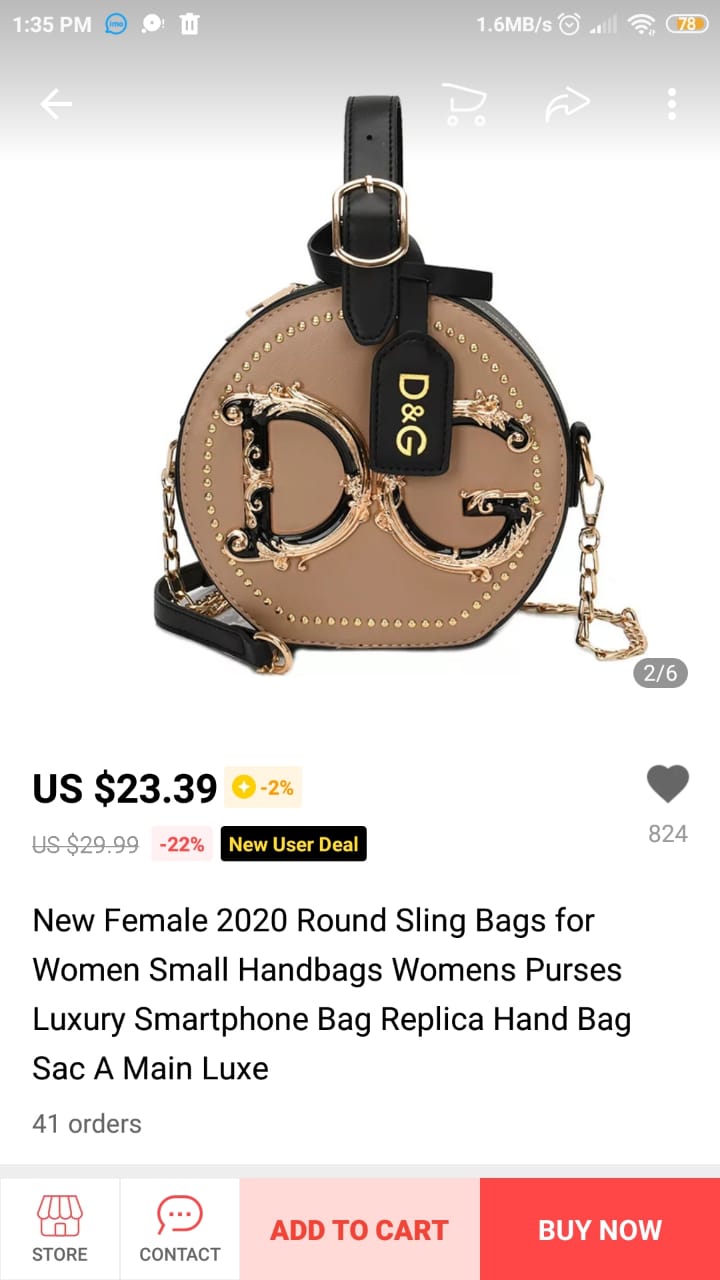 1:35 PM imo 1.6MB/s 78
D&G
DG
2/6
US $23.39 -2%
US $29.99 -22% New User Deal
824
New Female 2020 Round Sling Bags for
Women Small Handbags Womens Purses
Luxury Smartphone Bag Replica Hand Bag
Sac A Main Luxe
41 orders
STORE CONTACT ADD TO CART BUY NOW